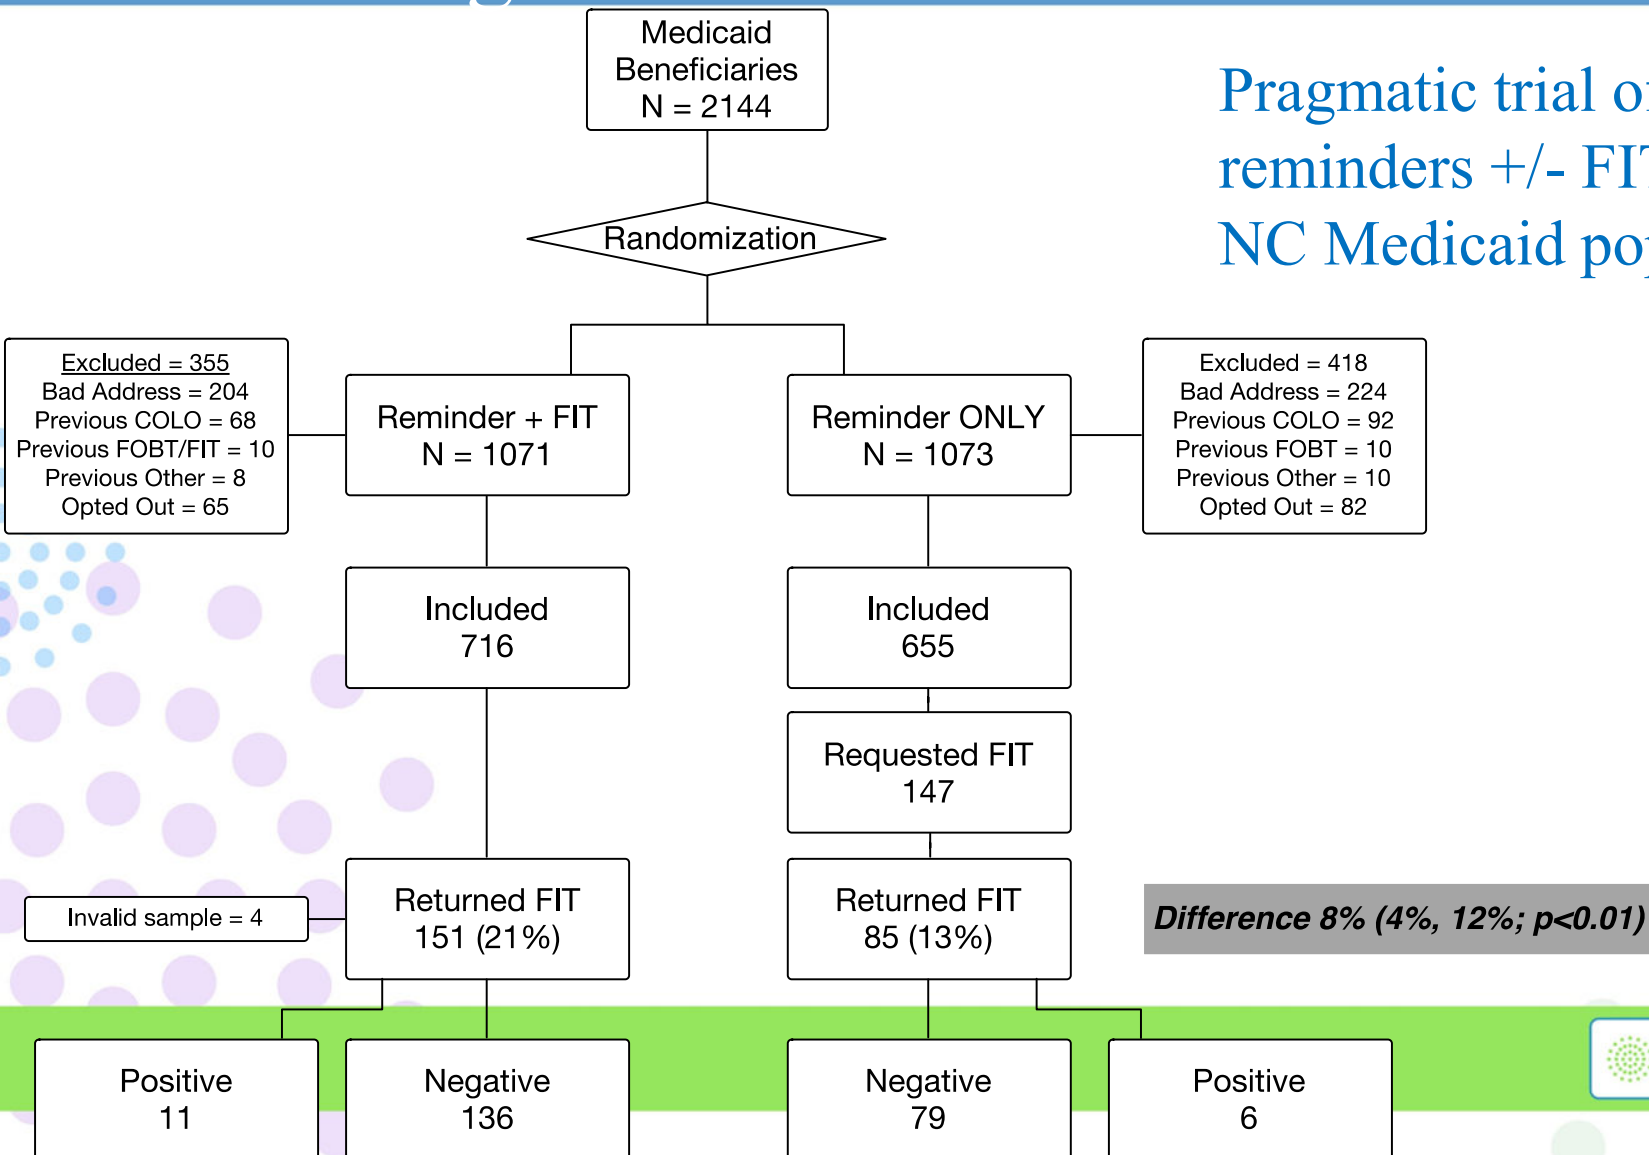 Medicaid
Beneficiaries
N = 2144
Pragmatic trial of
reminders +/- FIT
NC Medicaid pop
Randomization
Excluded = 355
Bad Address = 204
Previous COLO = 68
Previous FOBT/FIT = 10
Previous Other = 8
Opted Out = 65
Reminder + FIT
N = 1071
Reminder ONLY
N = 1073
Excluded = 418
Bad Address = 224
Previous COLO = 92
Previous FOBT = 10
Previous Other = 10
Opted Out = 82
Included
716
Included
655
Requested FIT
147
Invalid sample = 4
Returned FIT
151 (21%)
Returned FIT
85 (13%)
Difference 8% (4%, 12%; p<0.01)
Positive
11
Negative
136
Negative
79
Positive
6